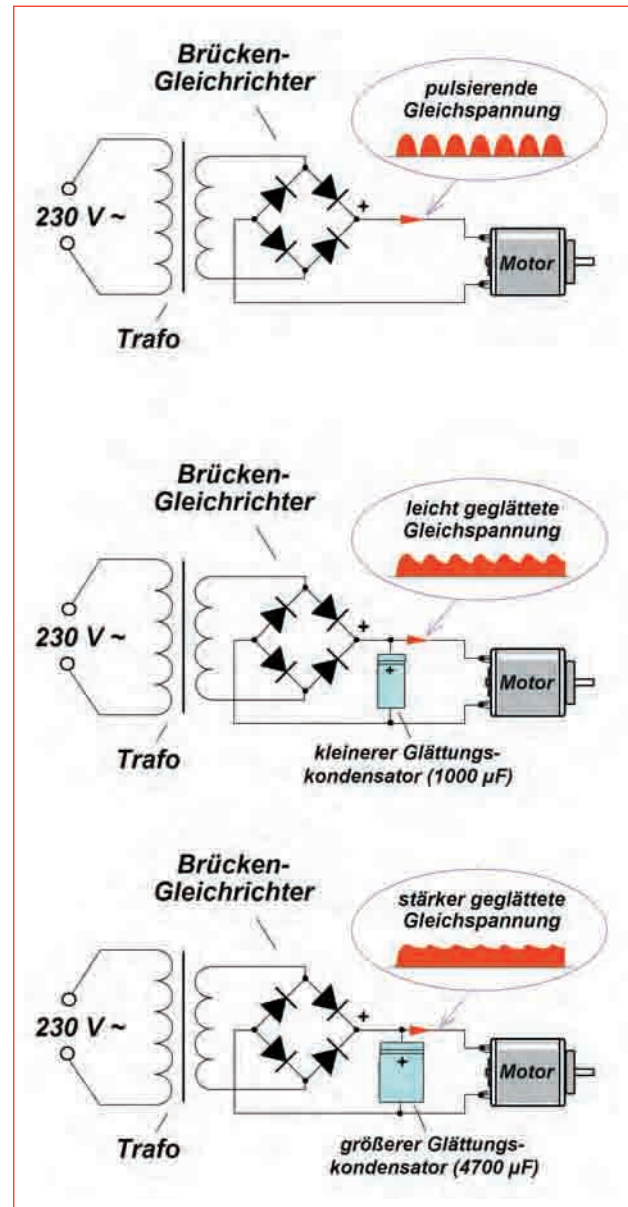 Brücken-
Gleichrichter
pulsierende
Gleichspannung
230 V ~
+
Motor
Trafo
Brücken-
Gleichrichter
leicht geglättete
Gleichspannung
230 V ~
+
+
Motor
Trafo
kleinerer Glättungs-
kondensator (1000 µF)
Brücken-
Gleichrichter
stärker geglättete
Gleichspannung
230 V ~
+
+
Motor
Trafo
größerer Glättungs-
kondensator (4700 µF)